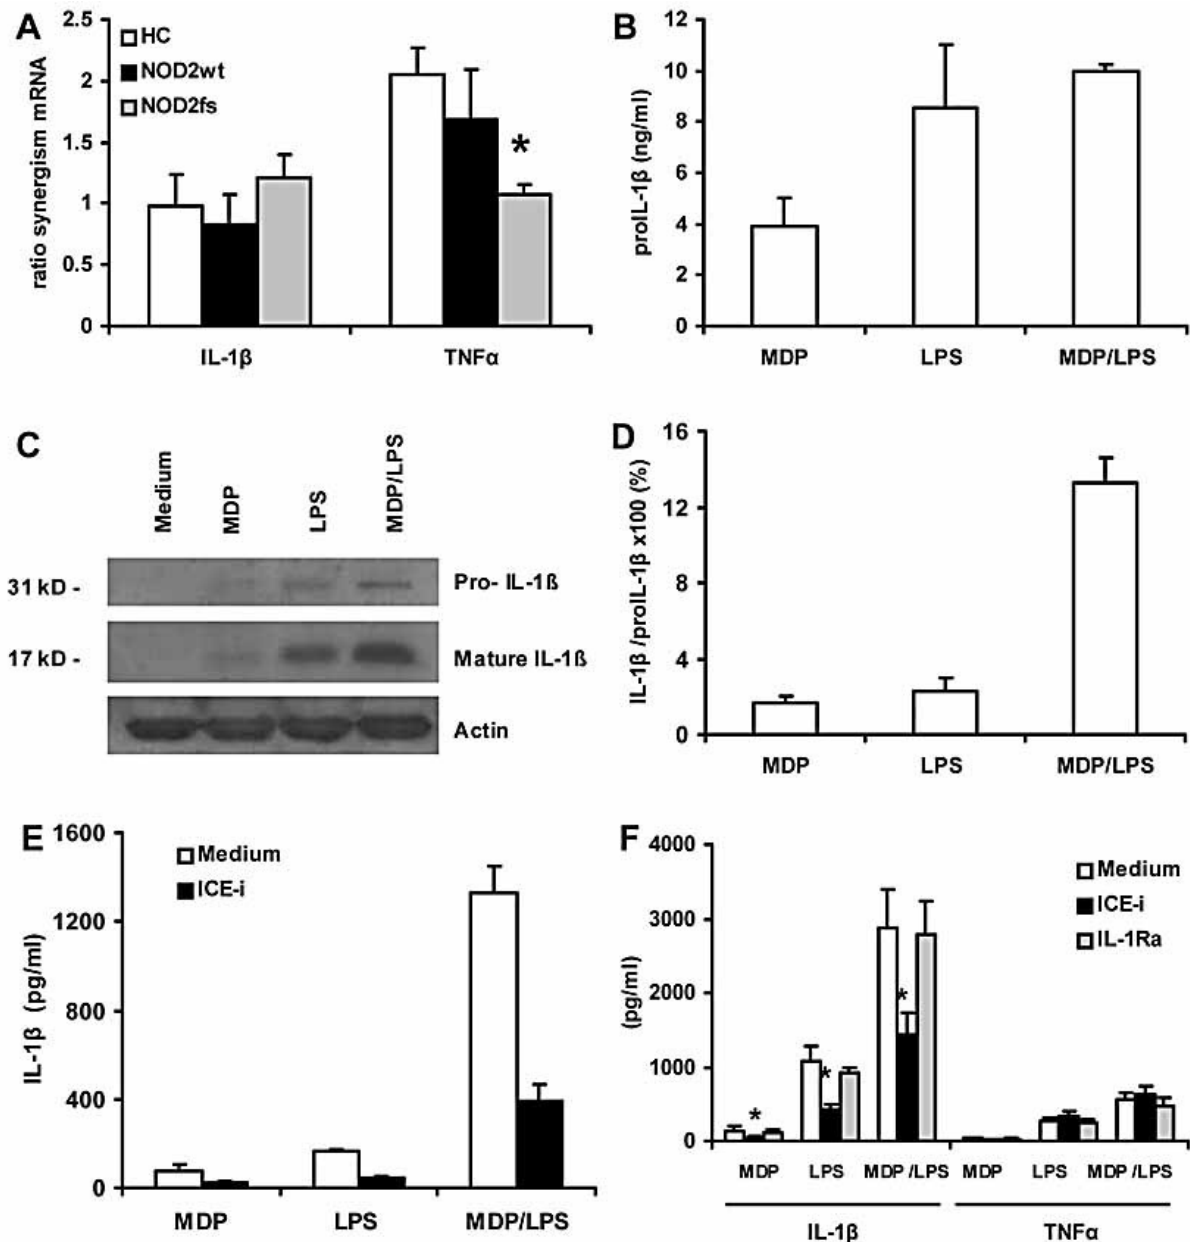 A
ratio synergism mRNA
2.5
2
1.5
1
0.5
0
HC
NOD2wt
NOD2fs
*
IL-1β
TNFα
B
proIL-1β (ng/ml)
12
10
8
6
4
2
0
MDP
LPS
MDP/LPS
C
Medium
MDP
LPS
MDP/LPS
31 kD -
Pro- IL-1ß
17 kD -
Mature IL-1ß
Actin
D
IL-1β /proIL-1β x100 (%)
16
12
8
4
0
MDP
LPS
MDP/LPS
E
IL-1β (pg/ml)
1600
1200
800
400
0
Medium
ICE-i
MDP
LPS
MDP/LPS
F
(pg/ml)
4000
3000
2000
1000
0
Medium
ICE-i
IL-1Ra
*
*
*
MDP LPS MDP /LPS MDP LPS MDP /LPS
IL-1β TNFα